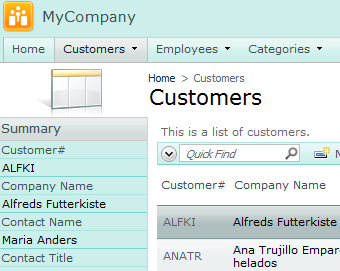 MyCompany
Home Customers Employees Categories
Home > Customers
Customers
This is a list of customers.
Quick Find
Summary
Customer#
ALFKI
Company Name
Alfreds Futterkiste
Contact Name
Maria Anders
Contact Title
Customer# Company Name
ALFKI Alfreds Futterkiste
ANATR Ana Trujillo Empare
helados